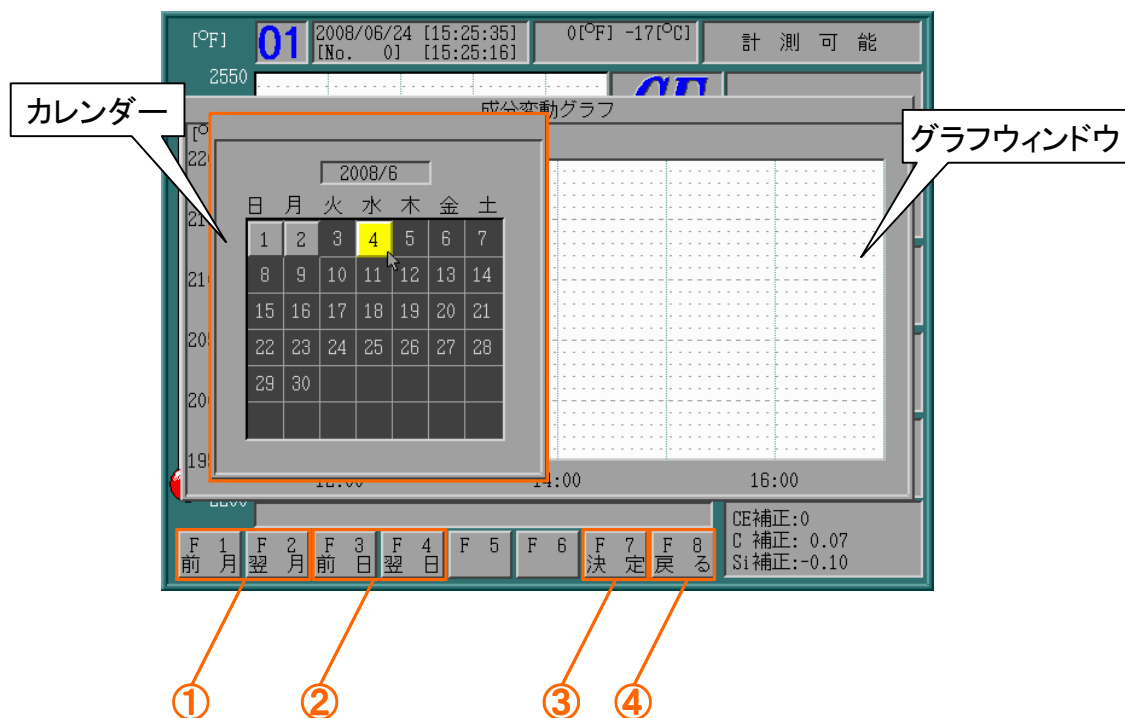 [OF] 01 2008/06/24 [15:25:35] 0[OF] -17[OC] 計 測 可 能
[No. 0] [15:25:16]
2550
CE
カレンダー
成分変動グラフ
グラフウィンドウ
2008/6
日 月 火 水 木 金 土
1 2 3 4 5 6 7
8 9 10 11 12 13 14
15 16 17 18 19 20 21
22 23 24 25 26 27 28
29 30
14:00 16:00
2200
CE補正:0
C 補正: 0.07
Si補正:-0.10
F 1 F 2 F 3 F 4 F 5 F 6 F 7 F 8
前 月 翌 月 前 日 翌 日 決 定 戻 る
① ② ③ ④